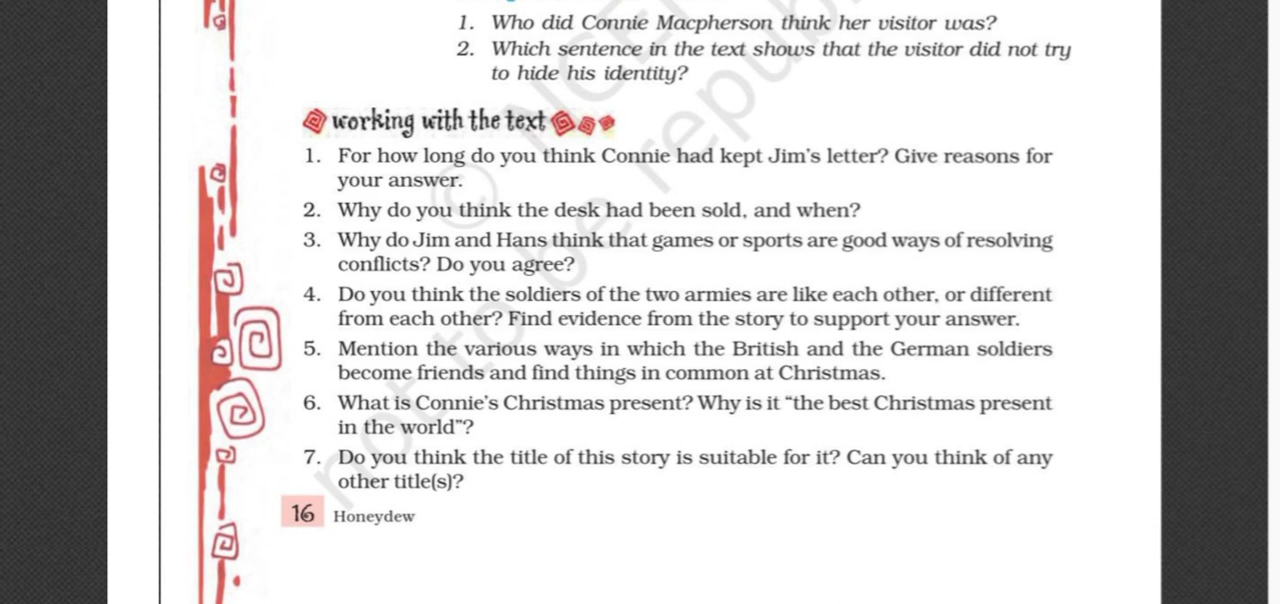 1. Who did Connie Macpherson think her visitor was?
2. Which sentence in the text shows that the visitor did not try
to hide his identity?
working with the text
1. For how long do you think Connie had kept Jim's letter? Give reasons for
your answer.
2. Why do you think the desk had been sold, and when?
3. Why do Jim and Hans think that games or sports are good ways of resolving
conflicts? Do you agree?
4. Do you think the soldiers of the two armies are like each other, or different
from each other? Find evidence from the story to support your answer.
5. Mention the various ways in which the British and the German soldiers
become friends and find things in common at Christmas.
6. What is Connie's Christmas present? Why is it “the best Christmas present
in the world”?
7. Do you think the title of this story is suitable for it? Can you think of any
other title(s)?
16 Honeydew
© NCE
not to be republ